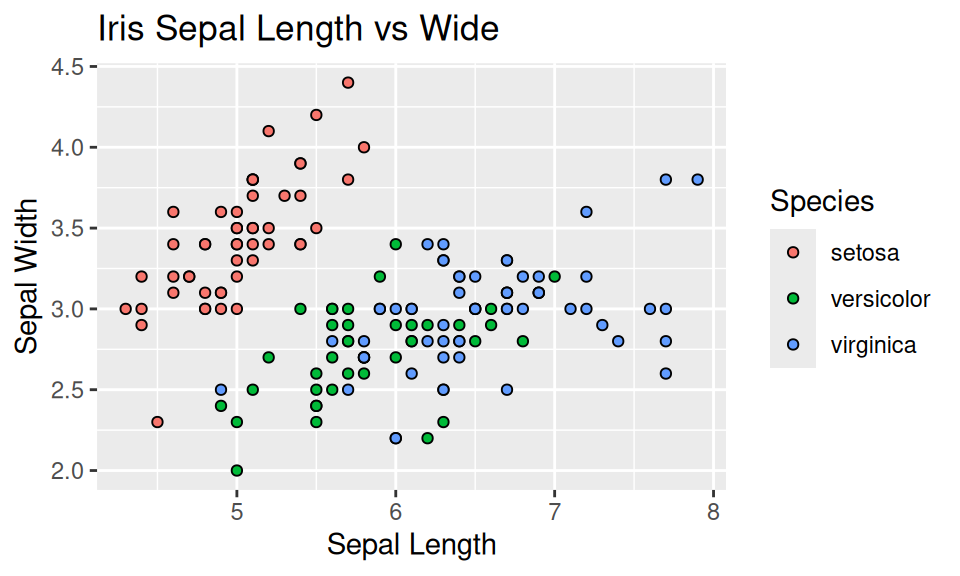 Iris Sepal Length vs Wide
4.5
4.0
3.5
3.0
2.5
2.0
Sepal Width
5 6 7 8
Sepal Length
Species
setosa
versicolor
virginica